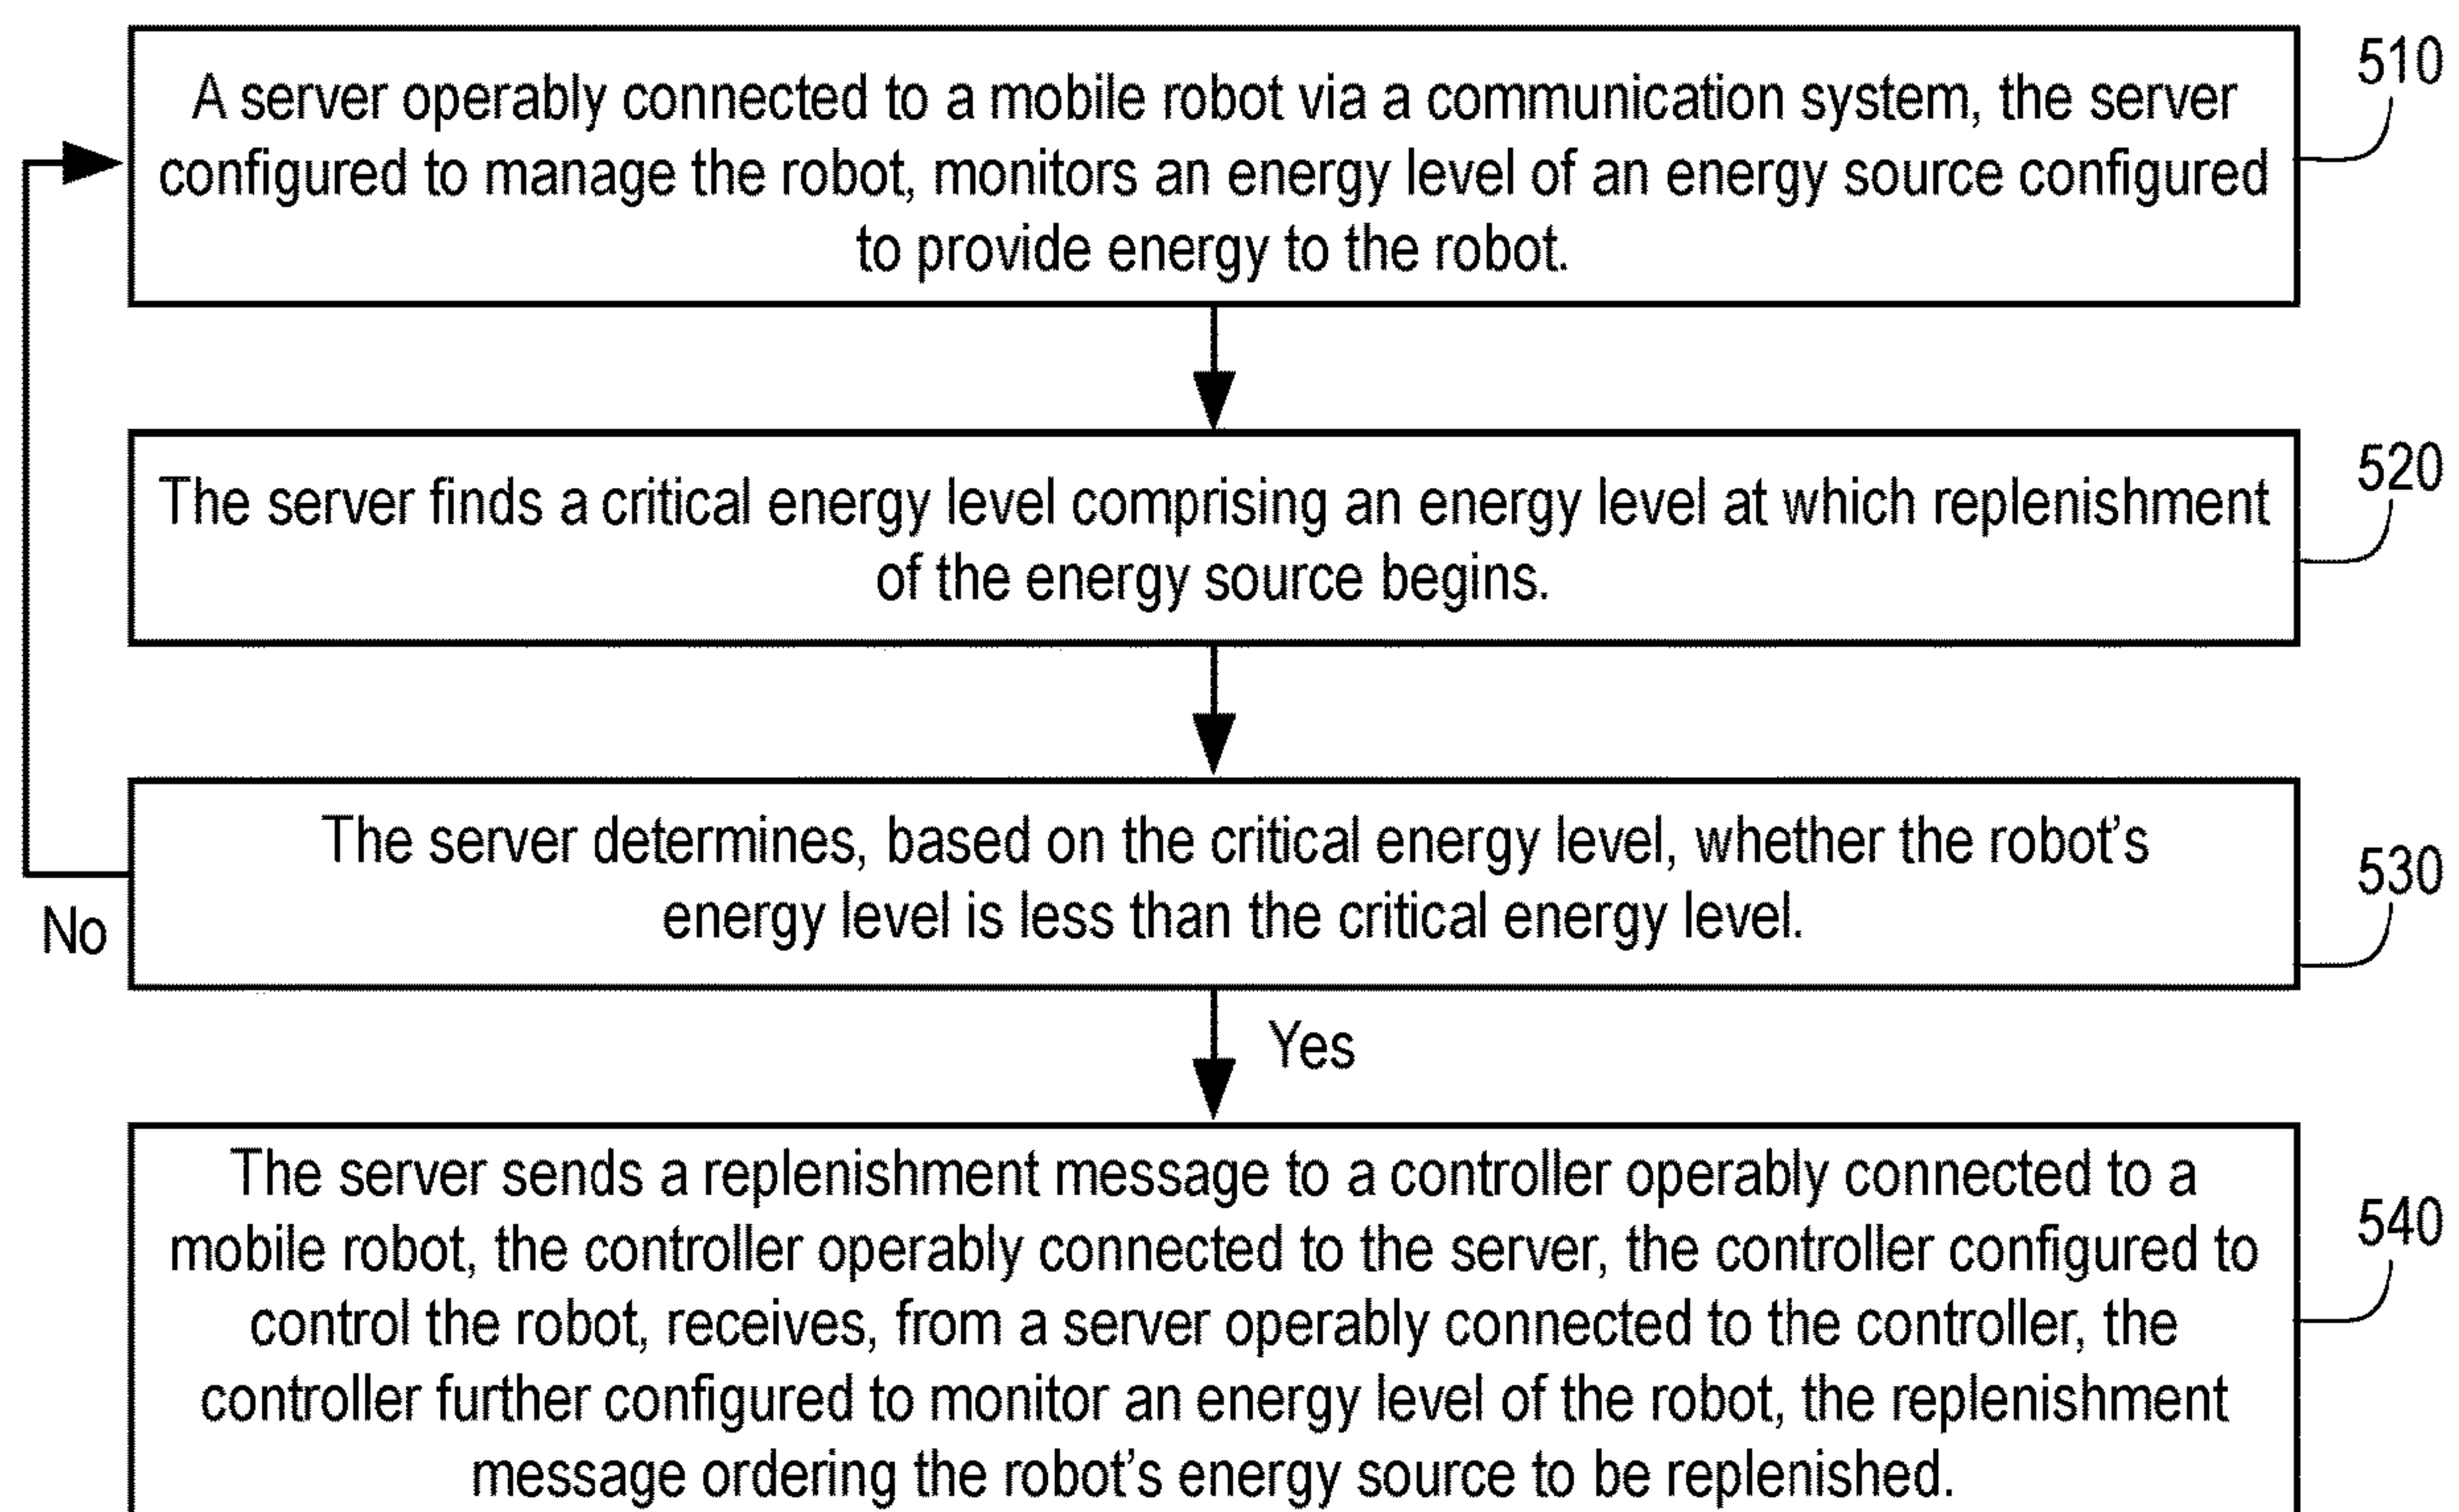 A server operably connected to a mobile robot via a communication system, the server
configured to manage the robot, monitors an energy level of an energy source configured
to provide energy to the robot.
510
The server finds a critical energy level comprising an energy level at which replenishment
of the energy source begins.
520
The server determines, based on the critical energy level, whether the robot’s
energy level is less than the critical energy level.
530
No
Yes
The server sends a replenishment message to a controller operably connected to a
mobile robot, the controller operably connected to the server, the controller configured to
control the robot, receives, from a server operably connected to the controller, the
controller further configured to monitor an energy level of the robot, the replenishment
message ordering the robot’s energy source to be replenished.
540